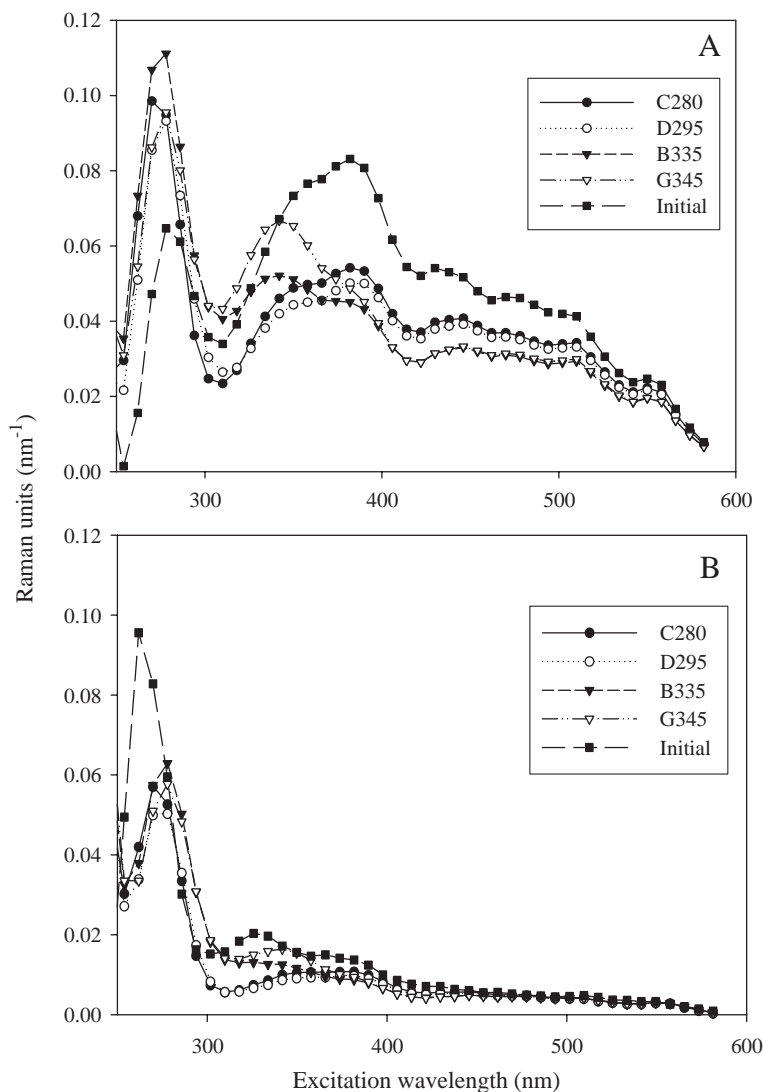 0.12
A
0.10
C280
D295
0.08
B335
G345
Initial
0.06
0.04
0.02
0.00
300 400 500 600
Raman units (nm-1)
0.12
B
0.10
C280
D295
0.08
B335
G345
Initial
0.06
0.04
0.02
0.00
300 400 500 600
Excitation wavelength (nm)